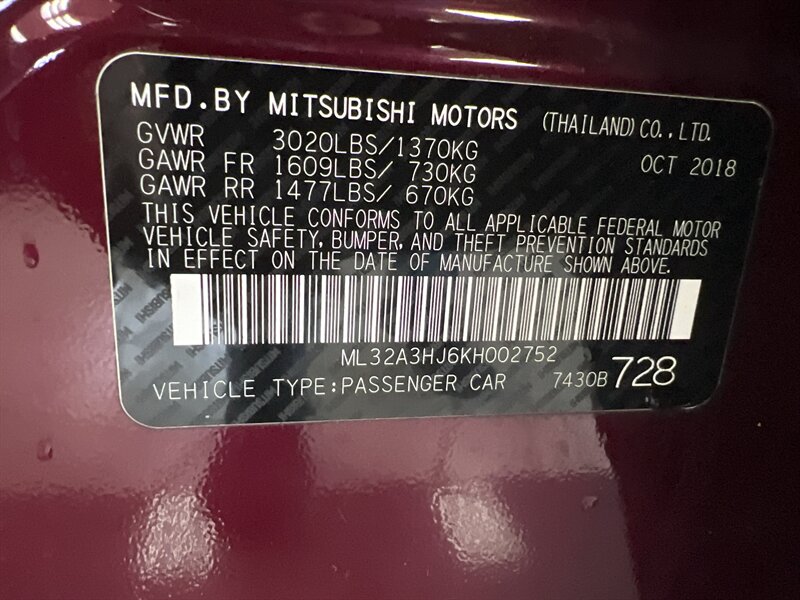 MFD.BY MITSUBISHI MOTORS (THAILAND) CO., LTD.
GVWR 3020LBS/1370KG OCT 2018
GAWR FR 1609LBS/ 730KG
GAWR RR 1477LBS/ 670KG
THIS VEHICLE CONFORMS TO ALL APPLICABLE FEDERAL MOTOR
VEHICLE SAFETY, BUMPER, AND THEFT PREVENTION STANDARDS
IN EFFECT ON THE DATE OF MANUFACTURE SHOWN ABOVE.
ML32A3HJ6KH002752
VEHICLE TYPE:PASSENGER CAR 7430B 728